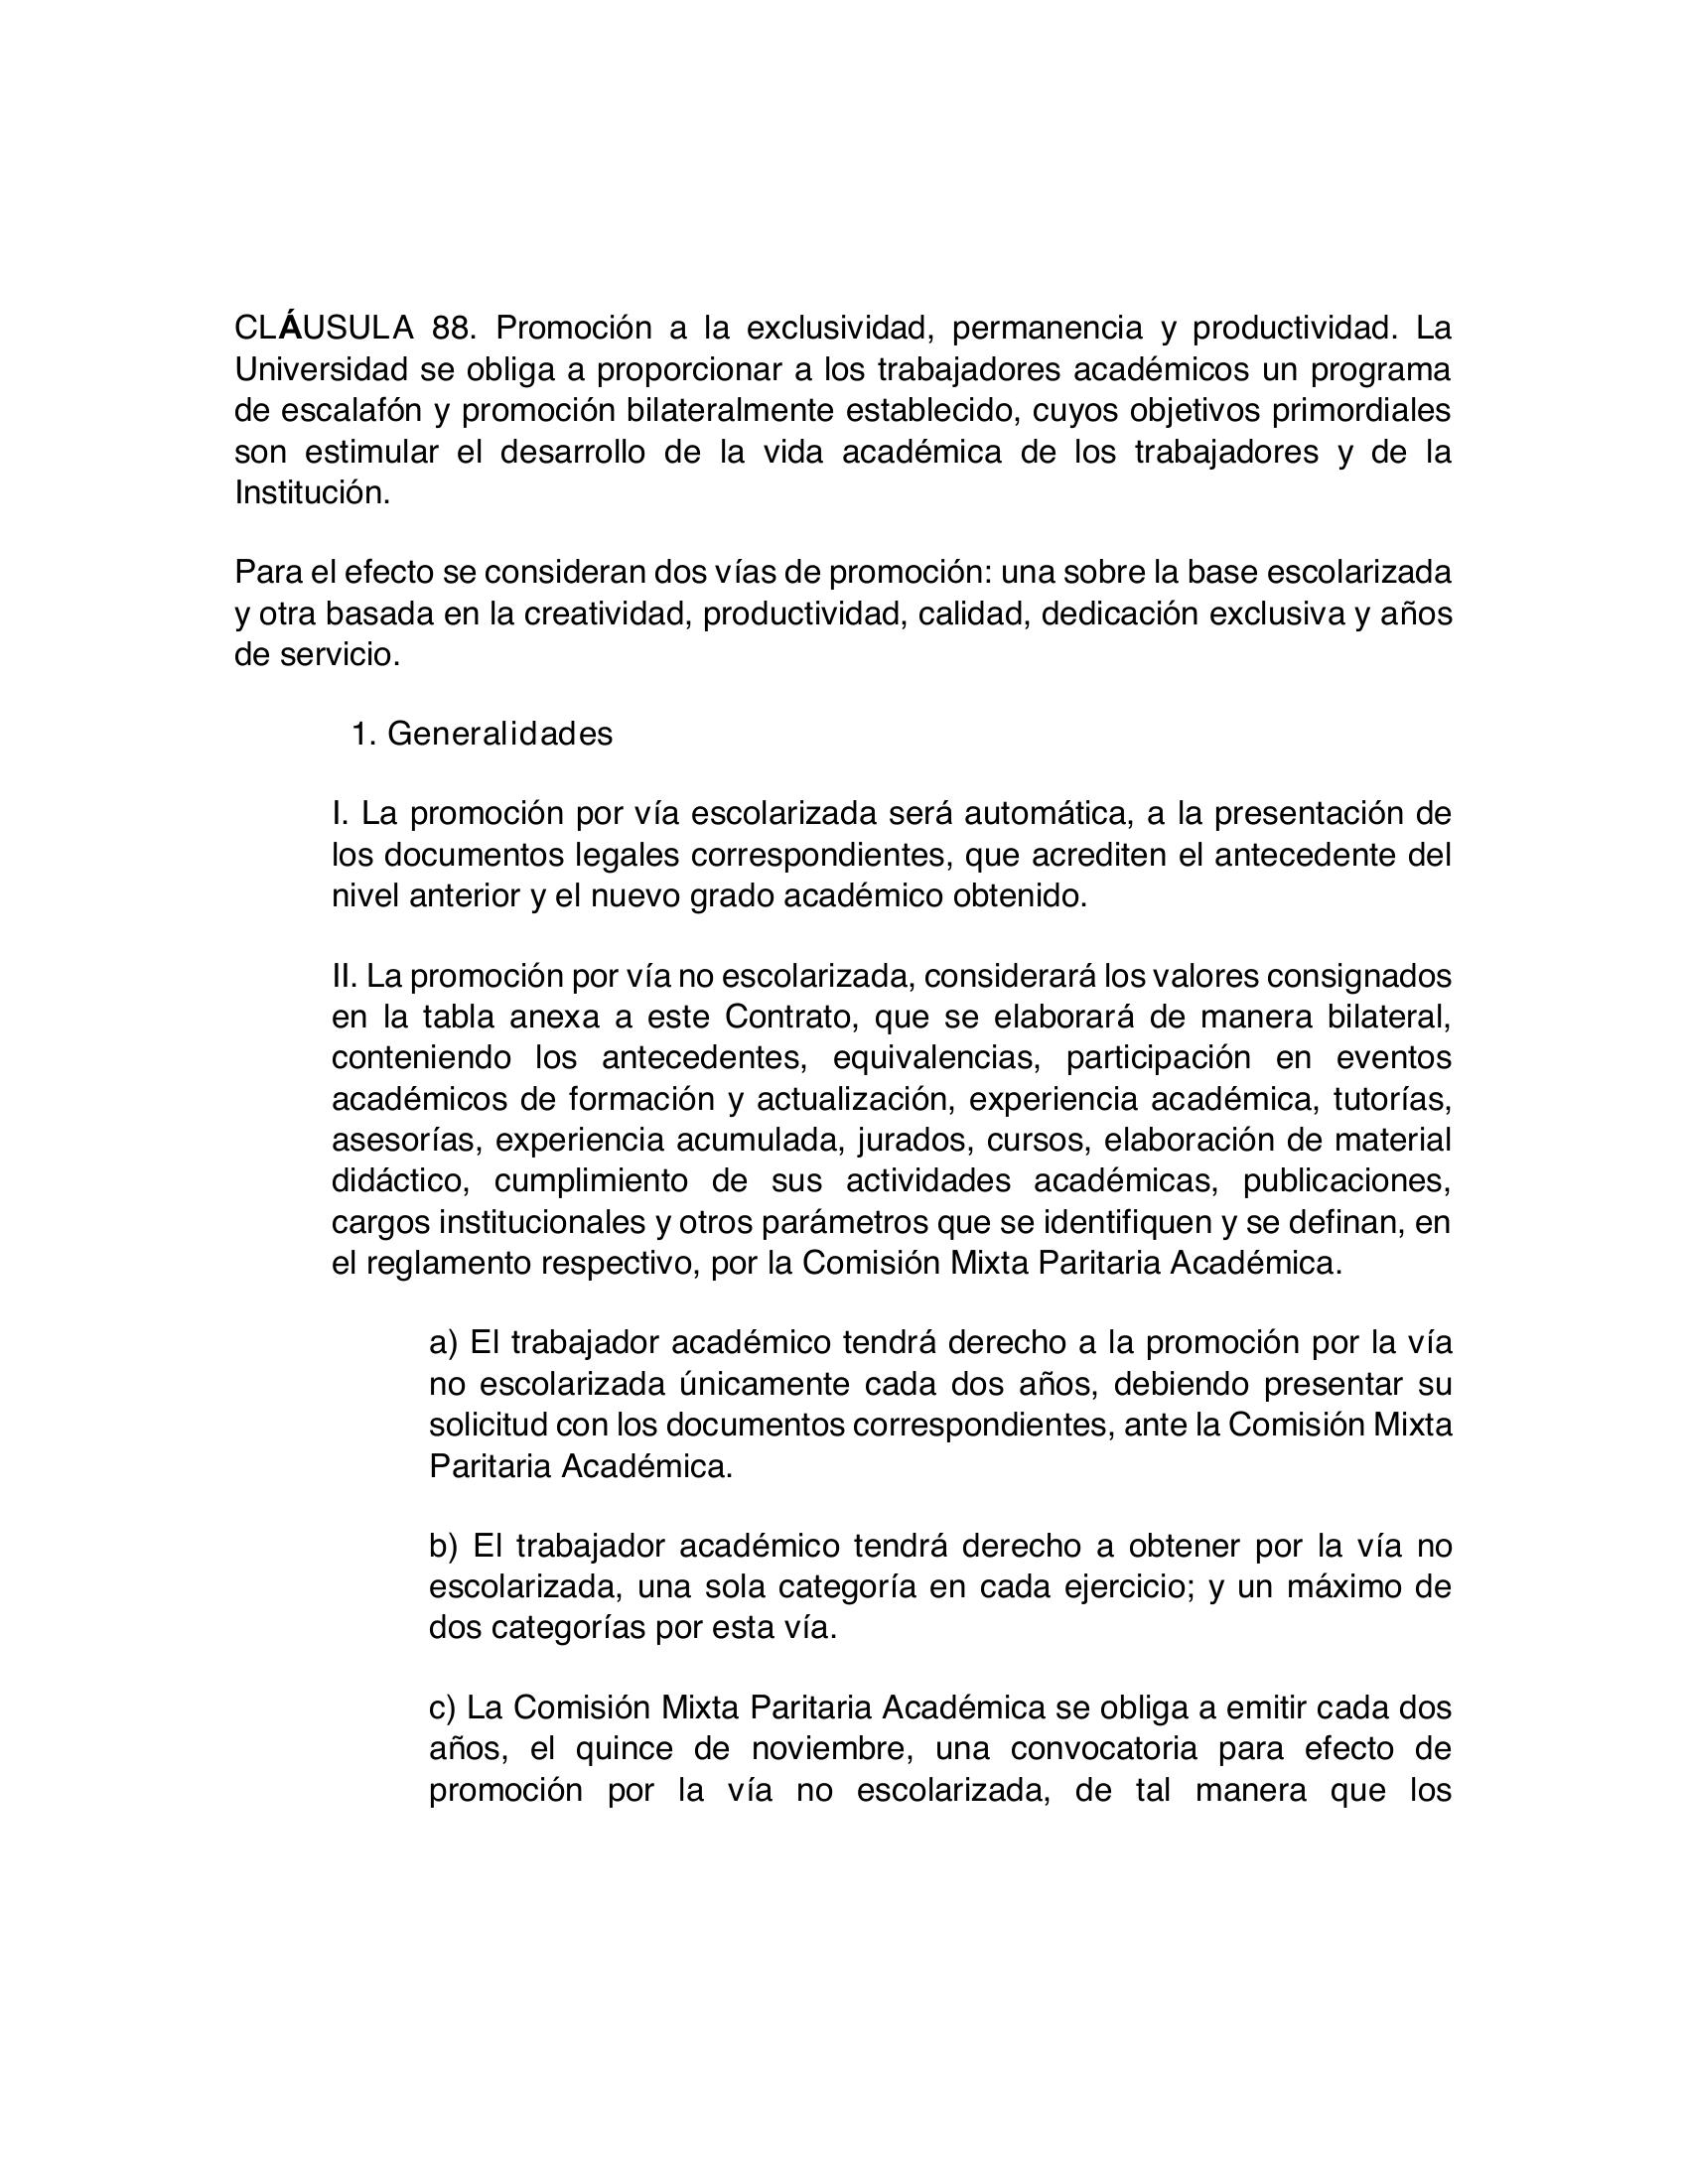 CLÁUSULA 88. Promoción a la exclusividad, permanencia y productividad. La
Universidad se obliga a proporcionar a los trabajadores académicos un programa
de escalafón y promoción bilateralmente establecido, cuyos objetivos primordiales
son estimular el desarrollo de la vida académica de los trabajadores y de la
Institución.
Para el efecto se consideran dos vías de promoción: una sobre la base escolarizada
y otra basada en la creatividad, productividad, calidad, dedicación exclusiva y años
de servicio.
1. Generalidades
I. La promoción por vía escolarizada será automática, a la presentación de
los documentos legales correspondientes, que acrediten el antecedente del
nivel anterior y el nuevo grado académico obtenido.
II. La promoción por vía no escolarizada, considerará los valores consignados
en la tabla anexa a este Contrato, que se elaborará de manera bilateral,
conteniendo los antecedentes, equivalencias, participación en eventos
académicos de formación y actualización, experiencia académica, tutorías,
asesorías, experiencia acumulada, jurados, cursos, elaboración de material
didáctico, cumplimiento de sus actividades académicas, publicaciones,
cargos institucionales y otros parámetros que se identifiquen y se definan, en
el reglamento respectivo, por la Comisión Mixta Paritaria Académica.
a) El trabajador académico tendrá derecho a la promoción por la vía
no escolarizada únicamente cada dos años, debiendo presentar su
solicitud con los documentos correspondientes, ante la Comisión Mixta
Paritaria Académica.
b) El trabajador académico tendrá derecho a obtener por la vía no
escolarizada, una sola categoría en cada ejercicio; y un máximo de
dos categorías por esta vía.
c) La Comisión Mixta Paritaria Académica se obliga a emitir cada dos
años, el quince de noviembre, una convocatoria para efecto de
promoción por la vía no escolarizada, de tal manera que los